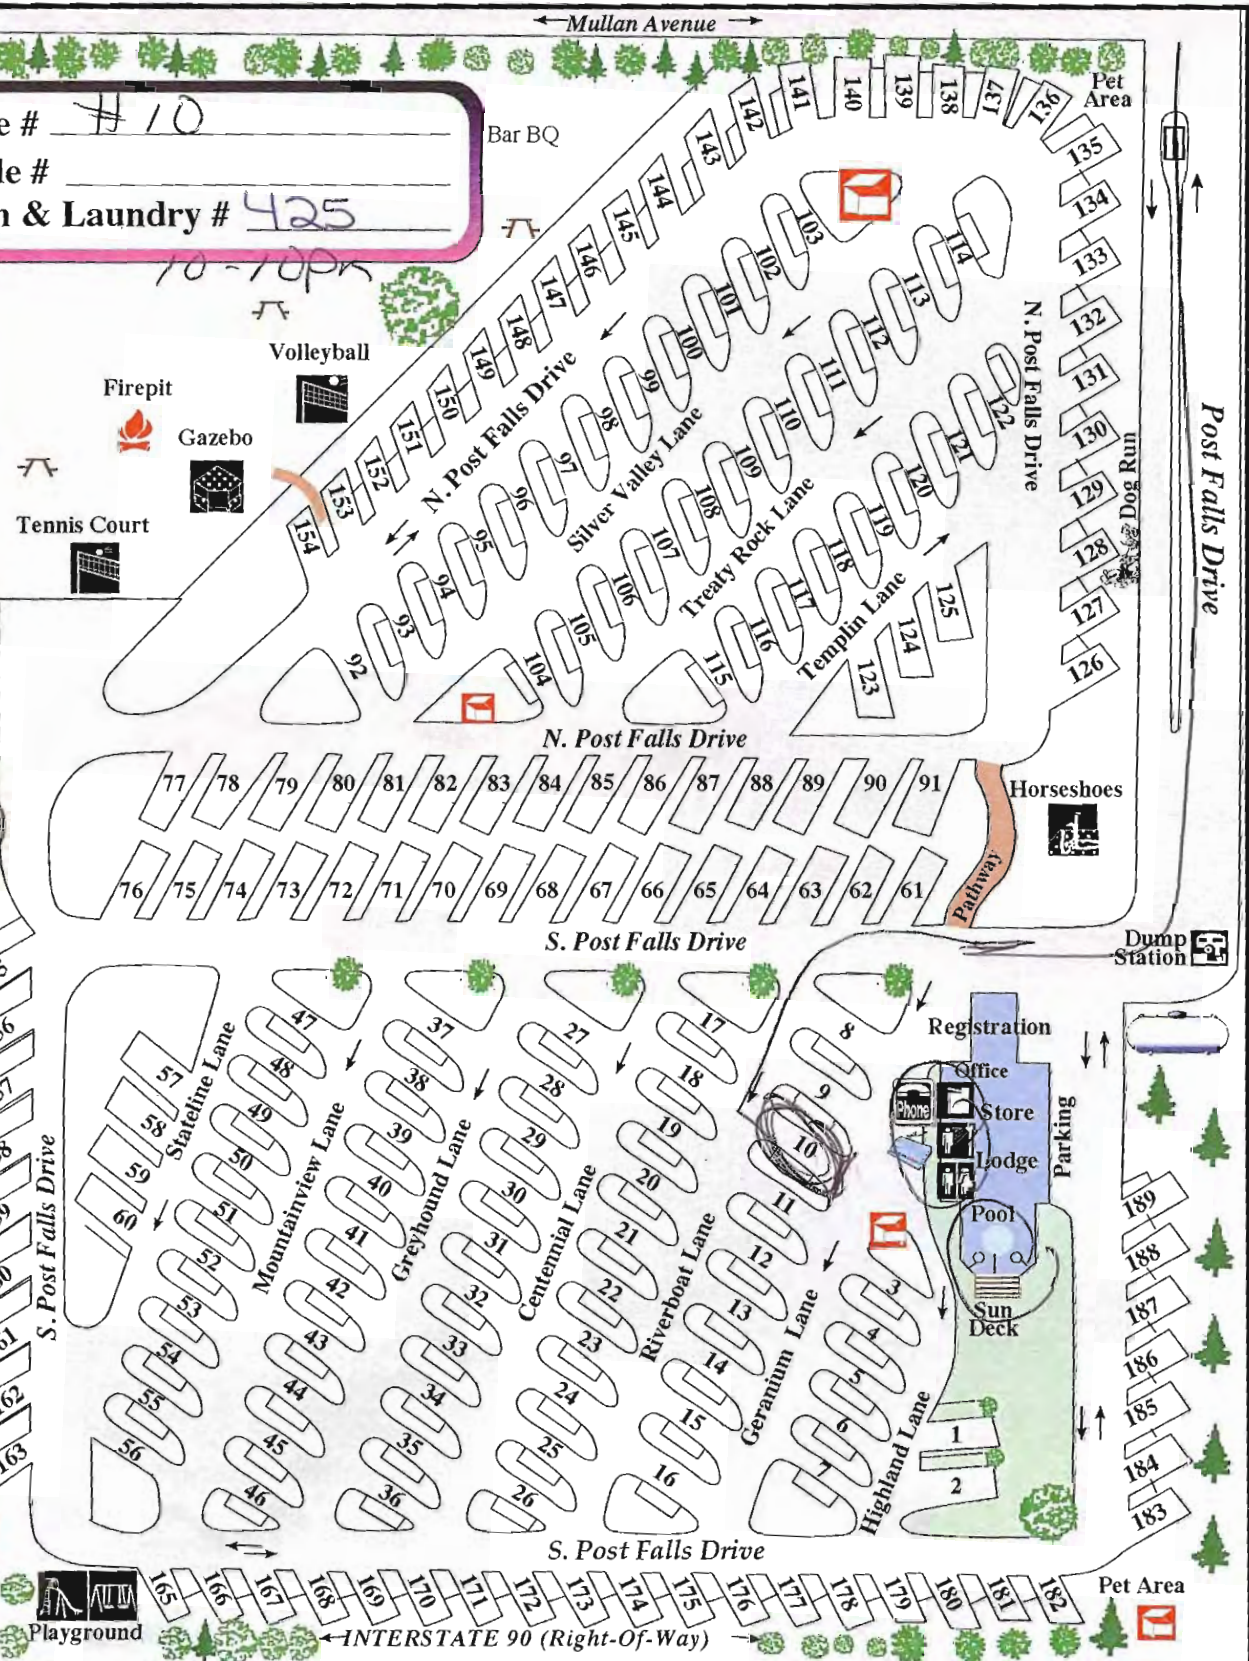 ←Mullan Avenue→
e # #10
le #
n & Laundry # 425
10-10pm
Bar BQ
Pet
Area
Volleyball
Firepit
Gazebo
Tennis Court
141 140 139 138 137 136
142
143
144
145
146
147
148
149
150
151
152
153
154
135
134
133
132
131
130
129
128
127
126
N. Post Falls Drive
103
102
101
100
99
98
97
96
95
94
93
92
Silver Valley Lane
114
113
112
111
110
109
108
107
106
105
104
Treaty Rock Lane
122
121
120
119
118
117
116
115
Templin Lane
125
124
123
N. Post Falls Drive
Dog Run
Post Falls Drive
N. Post Falls Drive
77 78 79 80 81 82 83 84 85 86 87 88 89 90 91
Horseshoes
76 75 74 73 72 71 70 69 68 67 66 65 64 63 62 61
Pathway
S. Post Falls Drive
Dump
Station
57
58
59
60
Stateline Lane
47
48
49
50
51
52
53
54
55
56
Mountainview Lane
37
38
39
40
41
42
43
44
45
46
Greyhound Lane
27
28
29
30
31
32
33
34
35
36
Centennial Lane
17
18
19
20
21
22
23
24
25
26
Riverboat Lane
8
9
10
11
12
13
14
15
16
Geranium Lane
3
4
5
6
7
Highland Lane
1
2
Registration
Office
Phone
Store
Lodge
Pool
Sun
Deck
Parking
189
188
187
186
185
184
183
S. Post Falls Drive
56
57
58
59
60
61
162
163
S. Post Falls Drive
165 166 167 168 169 170 171 172 173 174 175 176 177 178 179 180 181 182
Pet Area
Playground
←INTERSTATE 90 (Right-Of-Way)→